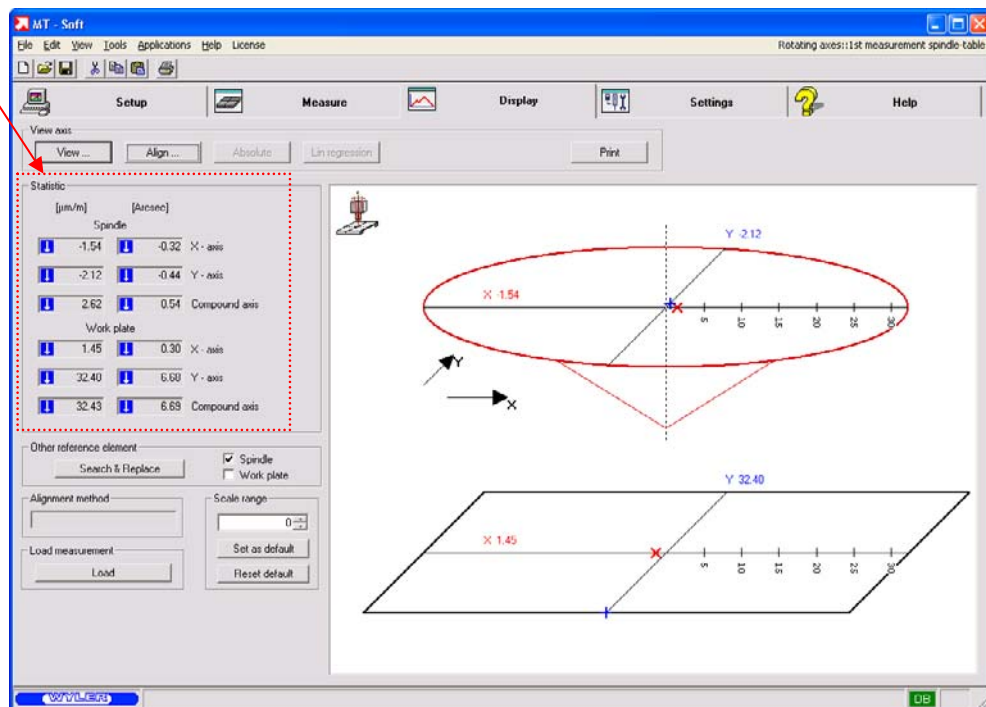 MT - Soft
File Edit View Tools Applications Help License Rotating axes::1st measurement spindle-table
Setup Measure Display Settings Help
View axis
View ... Align ... Absolute Lin regression Print
Statistic
[µm/m] [Arcsec]
Spindle
-1.54 -0.32 X - axis
-2.12 -0.44 Y - axis
2.62 0.54 Compound axis
Work plate
1.45 0.30 X - axis
32.40 6.68 Y - axis
32.43 6.69 Compound axis
Other reference element
Search & Replace
Spindle
Work plate
Alignment method
Scale range
0
Set as default
Reset default
Load measurement
Load
Y -2.12
X -1.54
5 10 15 20 25 30
Y
X
Y 32.40
X 1.45
5 10 15 20 25 30
WYLER
DB